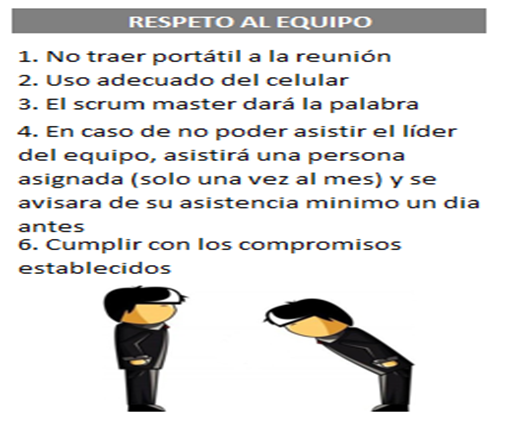 RESPETO AL EQUIPO
1. No traer portátil a la reunión
2. Uso adecuado del celular
3. El scrum master dará la palabra
4. En caso de no poder asistir el líder
del equipo, asistirá una persona
asignada (solo una vez al mes) y se
avisara de su asistencia minimo un dia
antes
6. Cumplir con los compromisos
establecidos